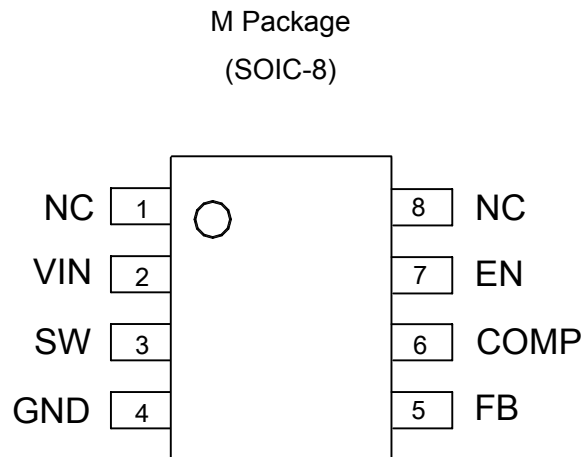 M Package
(SOIC-8)
NC 1 8 NC
VIN 2 7 EN
SW 3 6 COMP
GND 4 5 FB